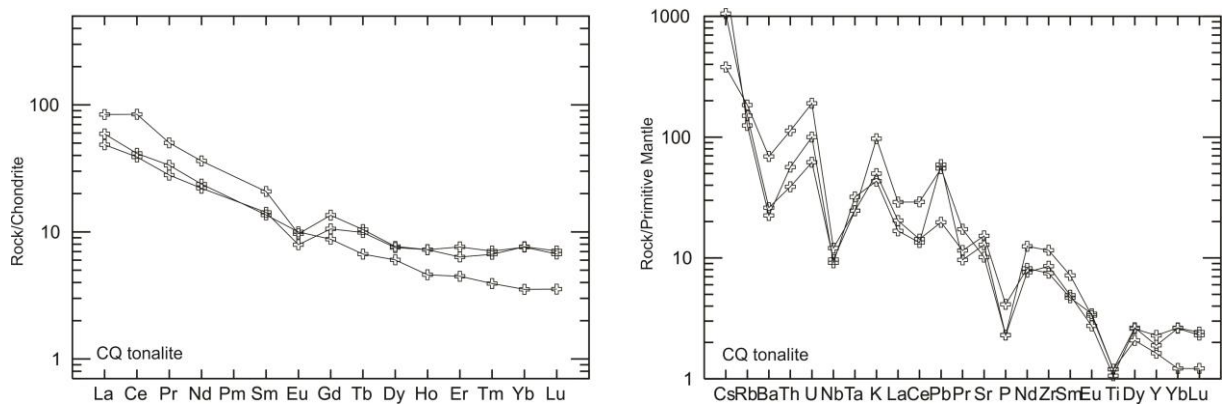 Rock/Chondrite
100
10
1
CQ tonalite
La Ce Pr Nd Pm Sm Eu Gd Tb Dy Ho Er Tm Yb Lu
Rock/Primitive Mantle
1000
100
10
1
CQ tonalite
CsRbBaTh U NbTa K LaCePbPr Sr P NdZrSmEu Ti Dy Y YbLu